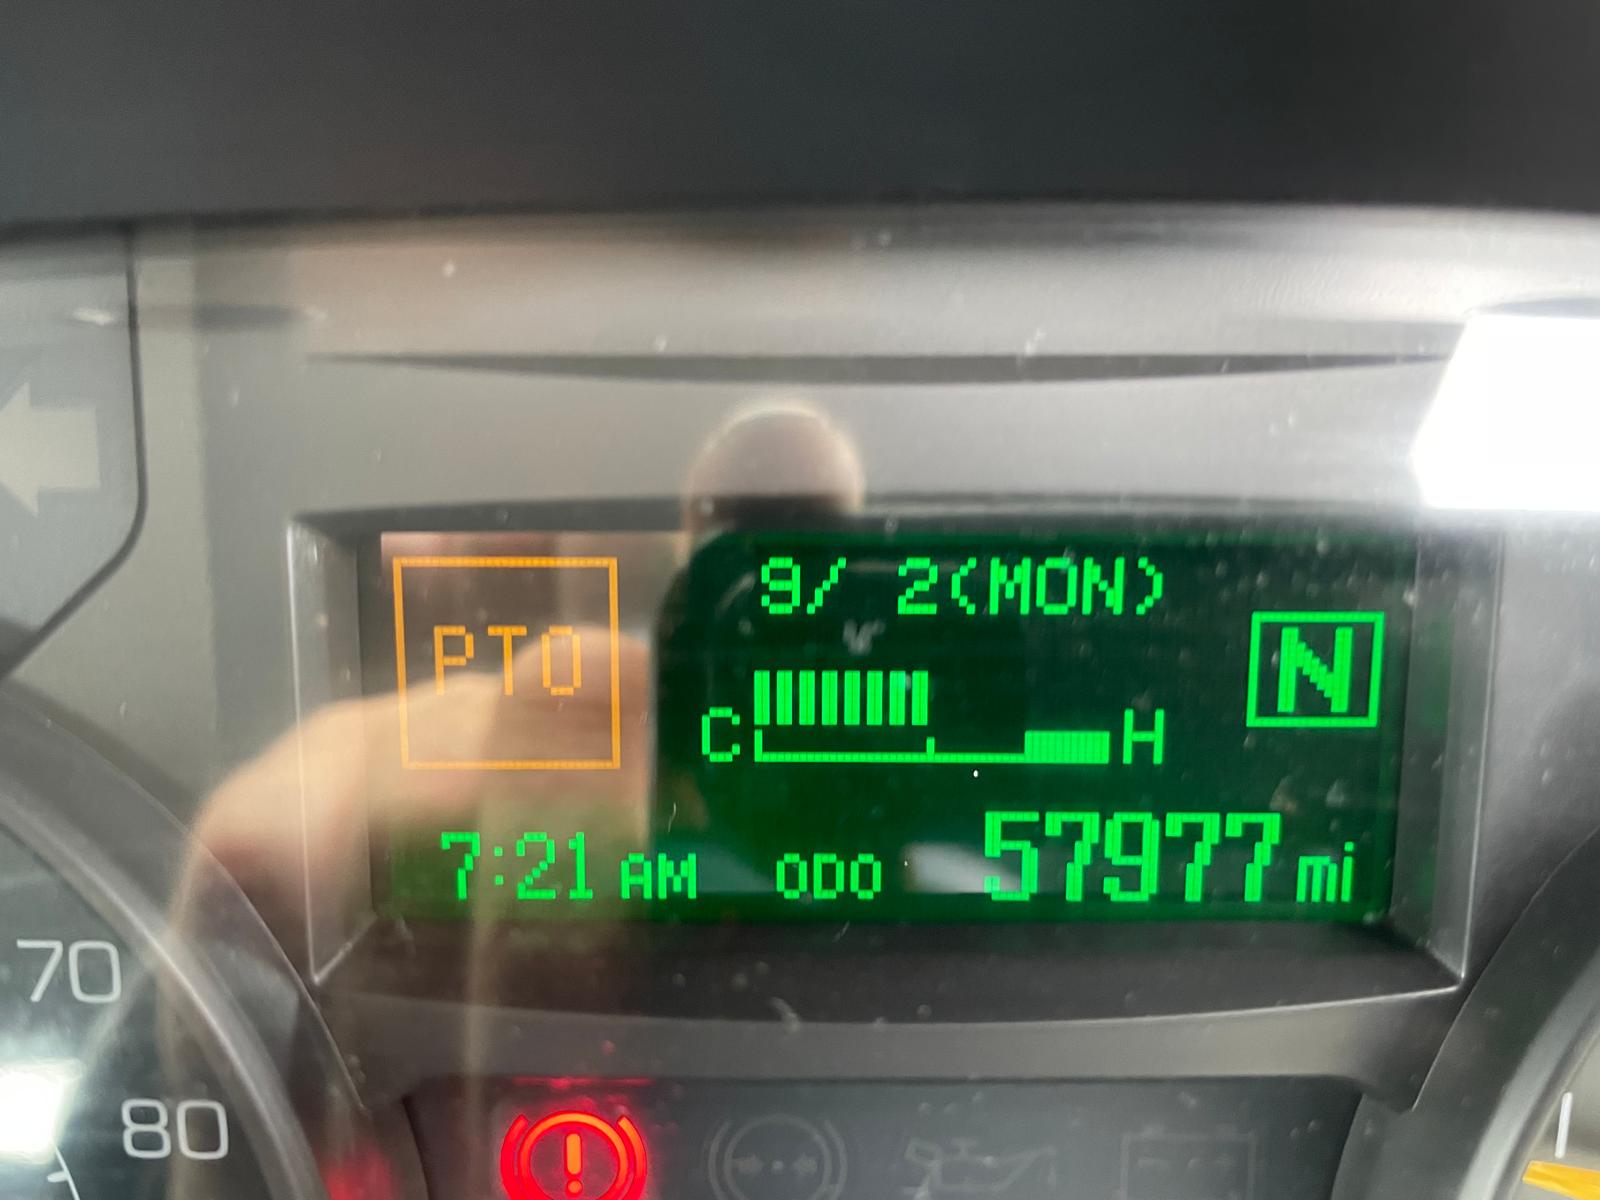 9/ 2(MON)
PTO
N
C H
7:21 AM ODO 57977 mi
70
80